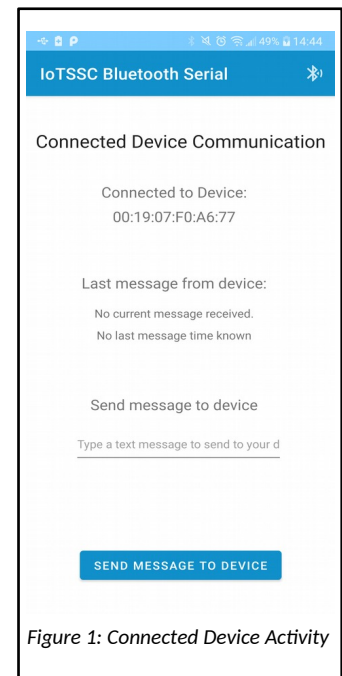 49% 14:44
IoTSSC Bluetooth Serial
Connected Device Communication
Connected to Device:
00:19:07:F0:A6:77
Last message from device:
No current message received.
No last message time known
Send message to device
Type a text message to send to your d
SEND MESSAGE TO DEVICE
Figure 1: Connected Device Activity